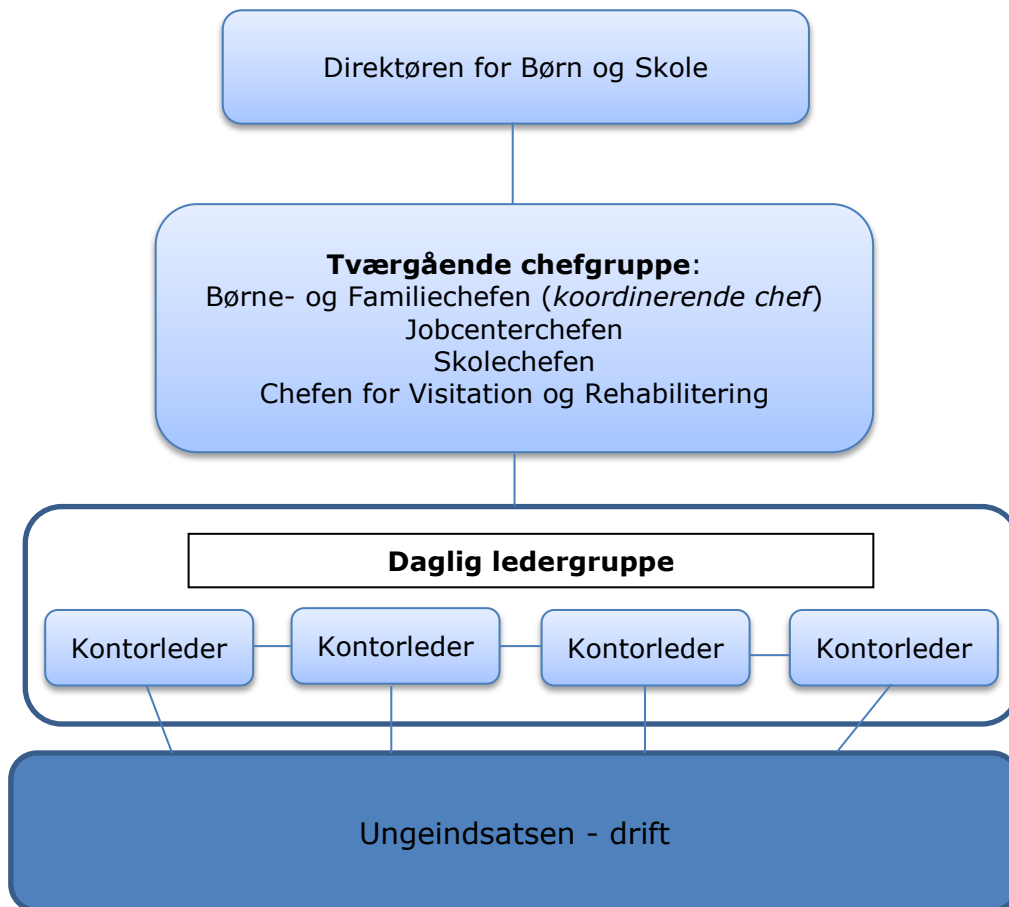 Direktøren for Børn og Skole
Tværgående chefgruppe:
Børne- og Familiechefen (koordinerende chef)
Jobcenterchefen
Skolechefen
Chefen for Visitation og Rehabilitering
Daglig ledergruppe
Kontorleder
Kontorleder
Kontorleder
Kontorleder
Ungeindsatsen - drift